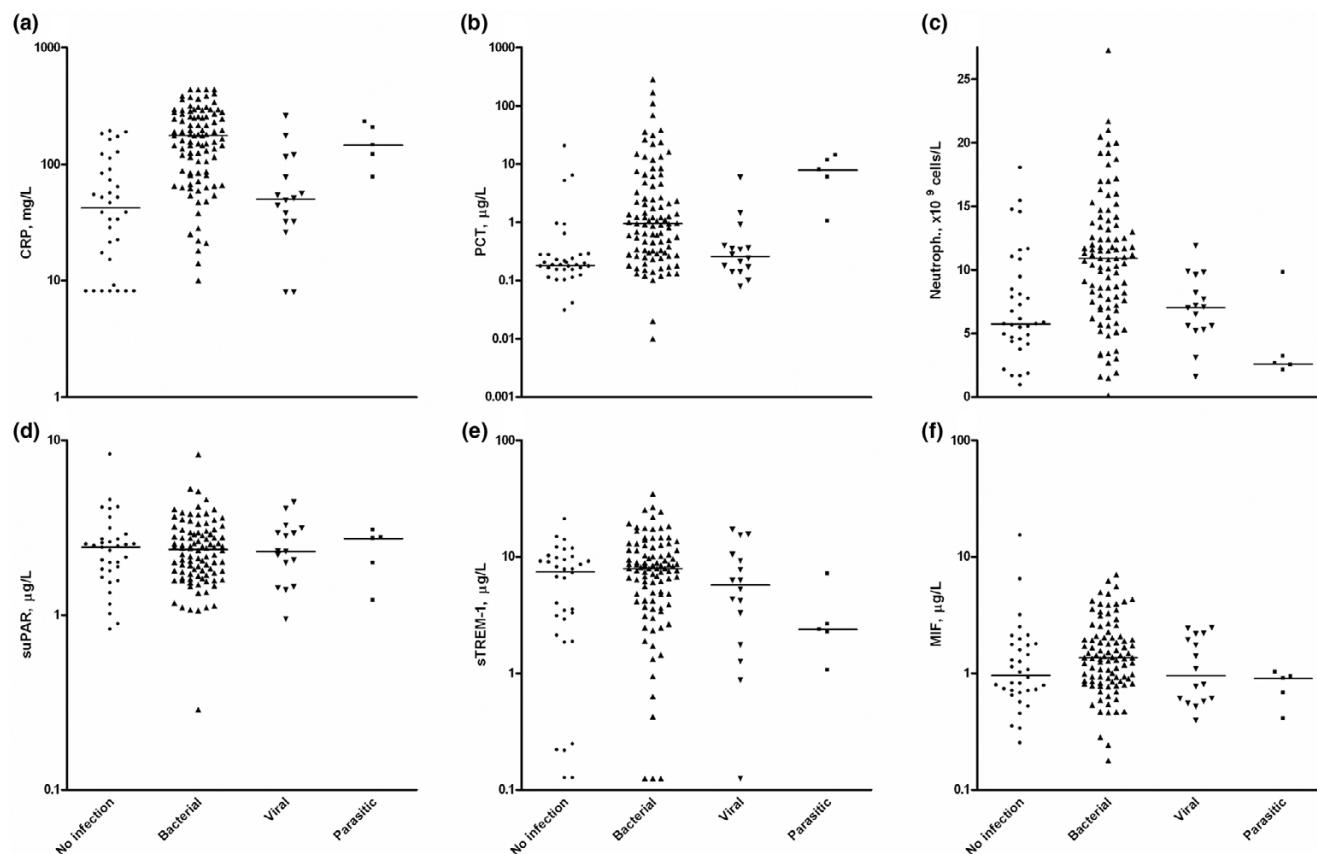 (a)
CRP, mg/L
1000
100
10
1
(b)
PCT, µg/L
1000
100
10
1
0.1
0.01
0.001
(c)
Neutroph., x10 9 cells/L
25
20
15
10
5
0
(d)
suPAR, µg/L
10
1
0.1
No infection
Bacterial
Viral
Parasitic
(e)
sTREM-1, µg/L
100
10
1
0.1
No infection
Bacterial
Viral
Parasitic
(f)
MIF, µg/L
100
10
1
0.1
No infection
Bacterial
Viral
Parasitic